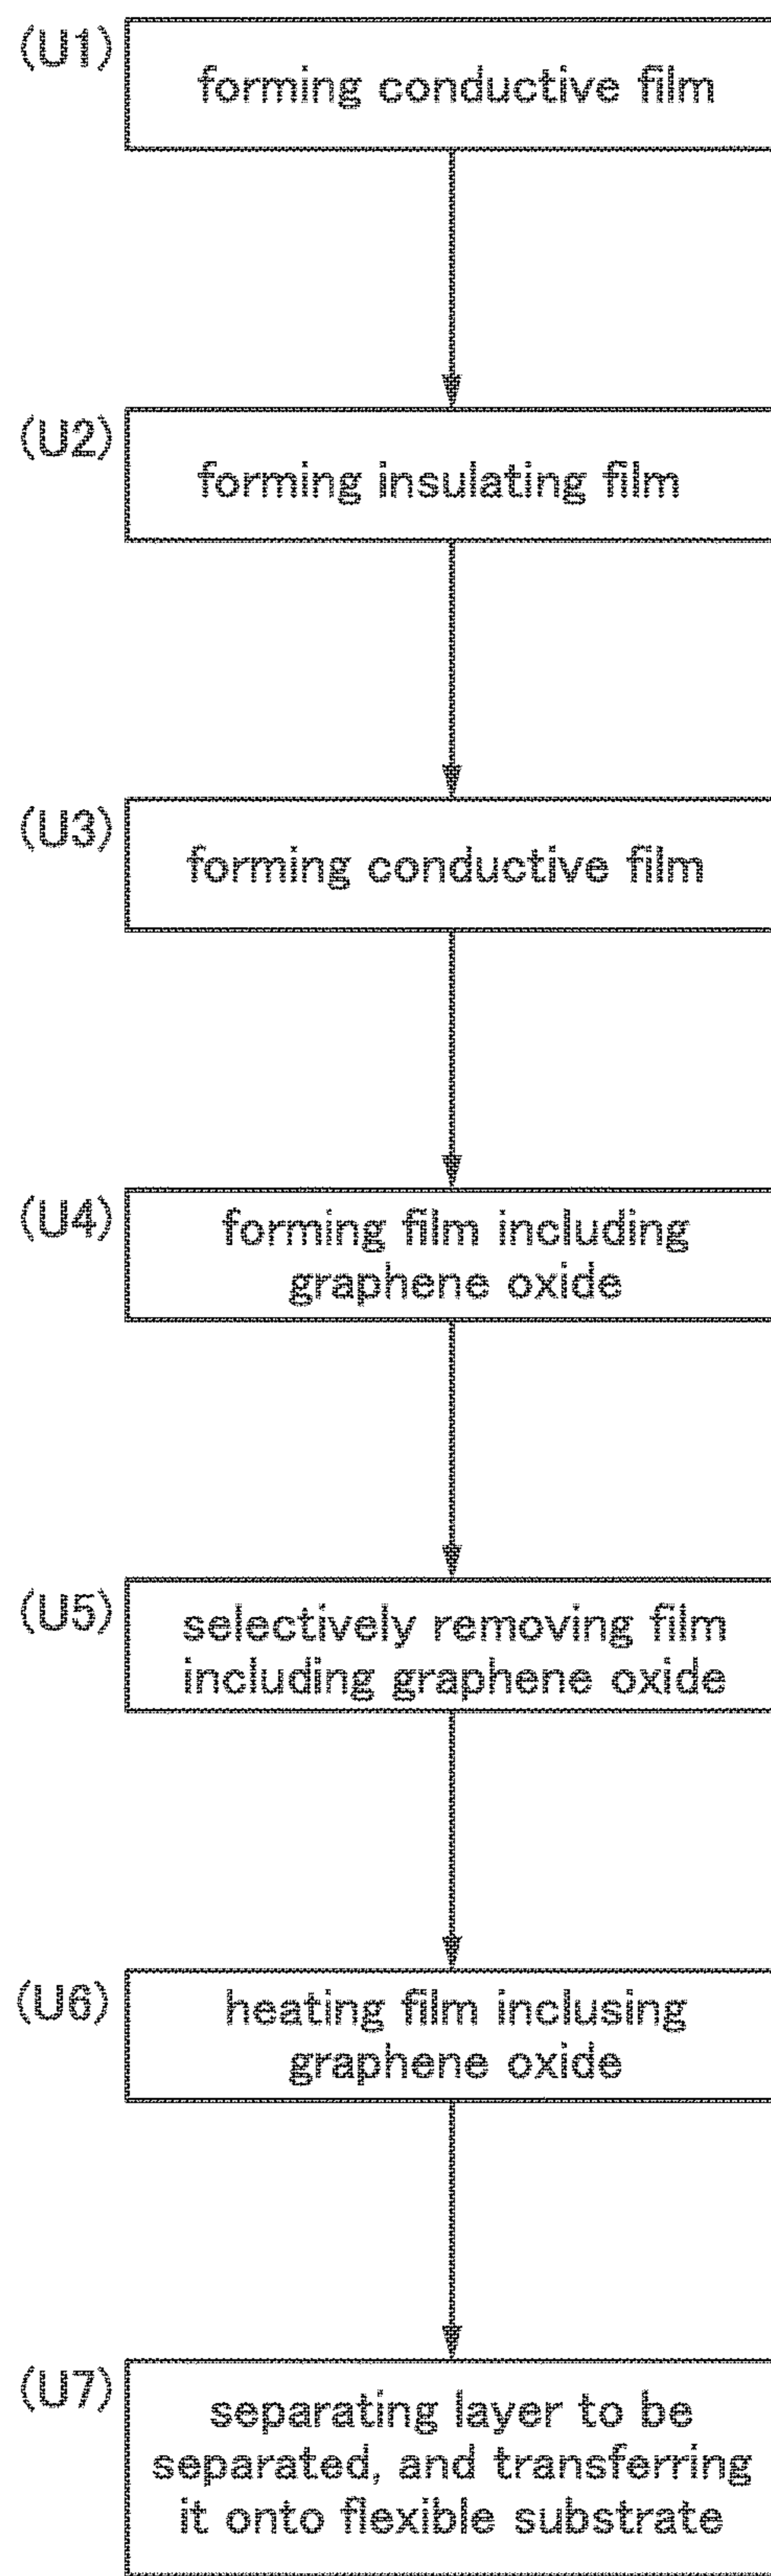 (U1)
forming conductive film
(U2)
forming insulating film
(U3)
forming conductive film
(U4)
forming film including
graphene oxide
(U5)
selectively removing film
including graphene oxide
(U6)
heating film inclusing
graphene oxide
(U7)
separating layer to be
separated, and transferring
it onto flexible substrate